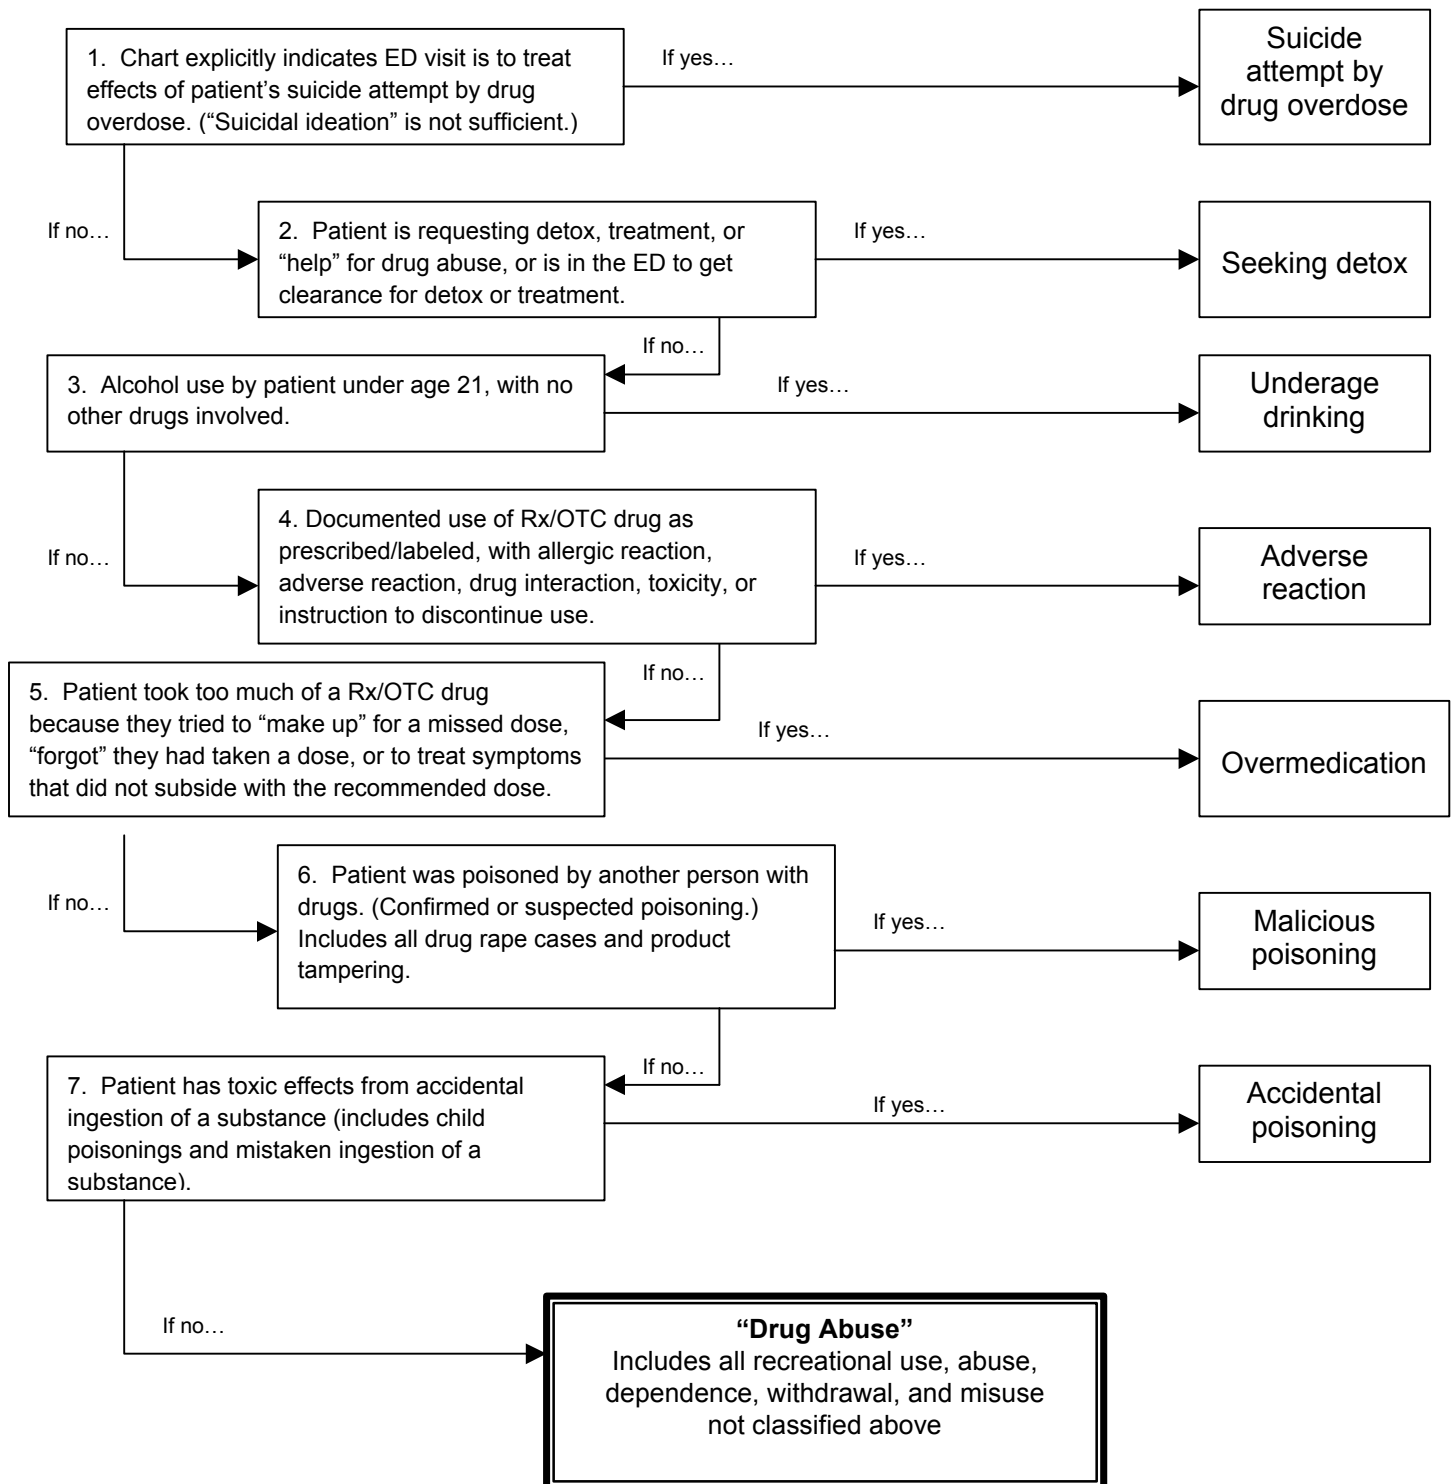 1. Chart explicitly indicates ED visit is to treat
effects of patient’s suicide attempt by drug
overdose. (“Suicidal ideation” is not sufficient.)
If yes…
Suicide
attempt by
drug overdose
If no…
2. Patient is requesting detox, treatment, or
“help” for drug abuse, or is in the ED to get
clearance for detox or treatment.
If yes…
Seeking detox
If no…
3. Alcohol use by patient under age 21, with no
other drugs involved.
If yes…
Underage
drinking
If no…
4. Documented use of Rx/OTC drug as
prescribed/labeled, with allergic reaction,
adverse reaction, drug interaction, toxicity, or
instruction to discontinue use.
If yes…
Adverse
reaction
If no…
5. Patient took too much of a Rx/OTC drug
because they tried to “make up” for a missed dose,
“forgot” they had taken a dose, or to treat symptoms
that did not subside with the recommended dose.
If yes…
Overmedication
If no…
6. Patient was poisoned by another person with
drugs. (Confirmed or suspected poisoning.)
Includes all drug rape cases and product
tampering.
If yes…
Malicious
poisoning
If no…
7. Patient has toxic effects from accidental
ingestion of a substance (includes child
poisonings and mistaken ingestion of a
substance).
If yes…
Accidental
poisoning
If no…
“Drug Abuse”
Includes all recreational use, abuse,
dependence, withdrawal, and misuse
not classified above